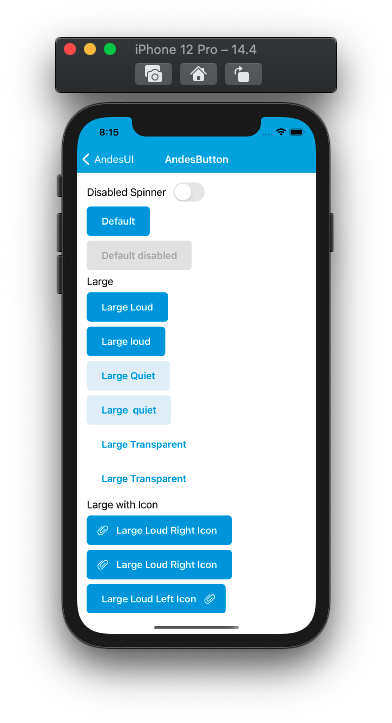 iPhone 12 Pro – 14.4
8:15
AndesUI
AndesButton
Disabled Spinner
Default
Default disabled
Large
Large Loud
Large loud
Large Quiet
Large  quiet
Large Transparent
Large Transparent
Large with Icon
Large Loud Right Icon
Large Loud Right Icon
Large Loud Left Icon